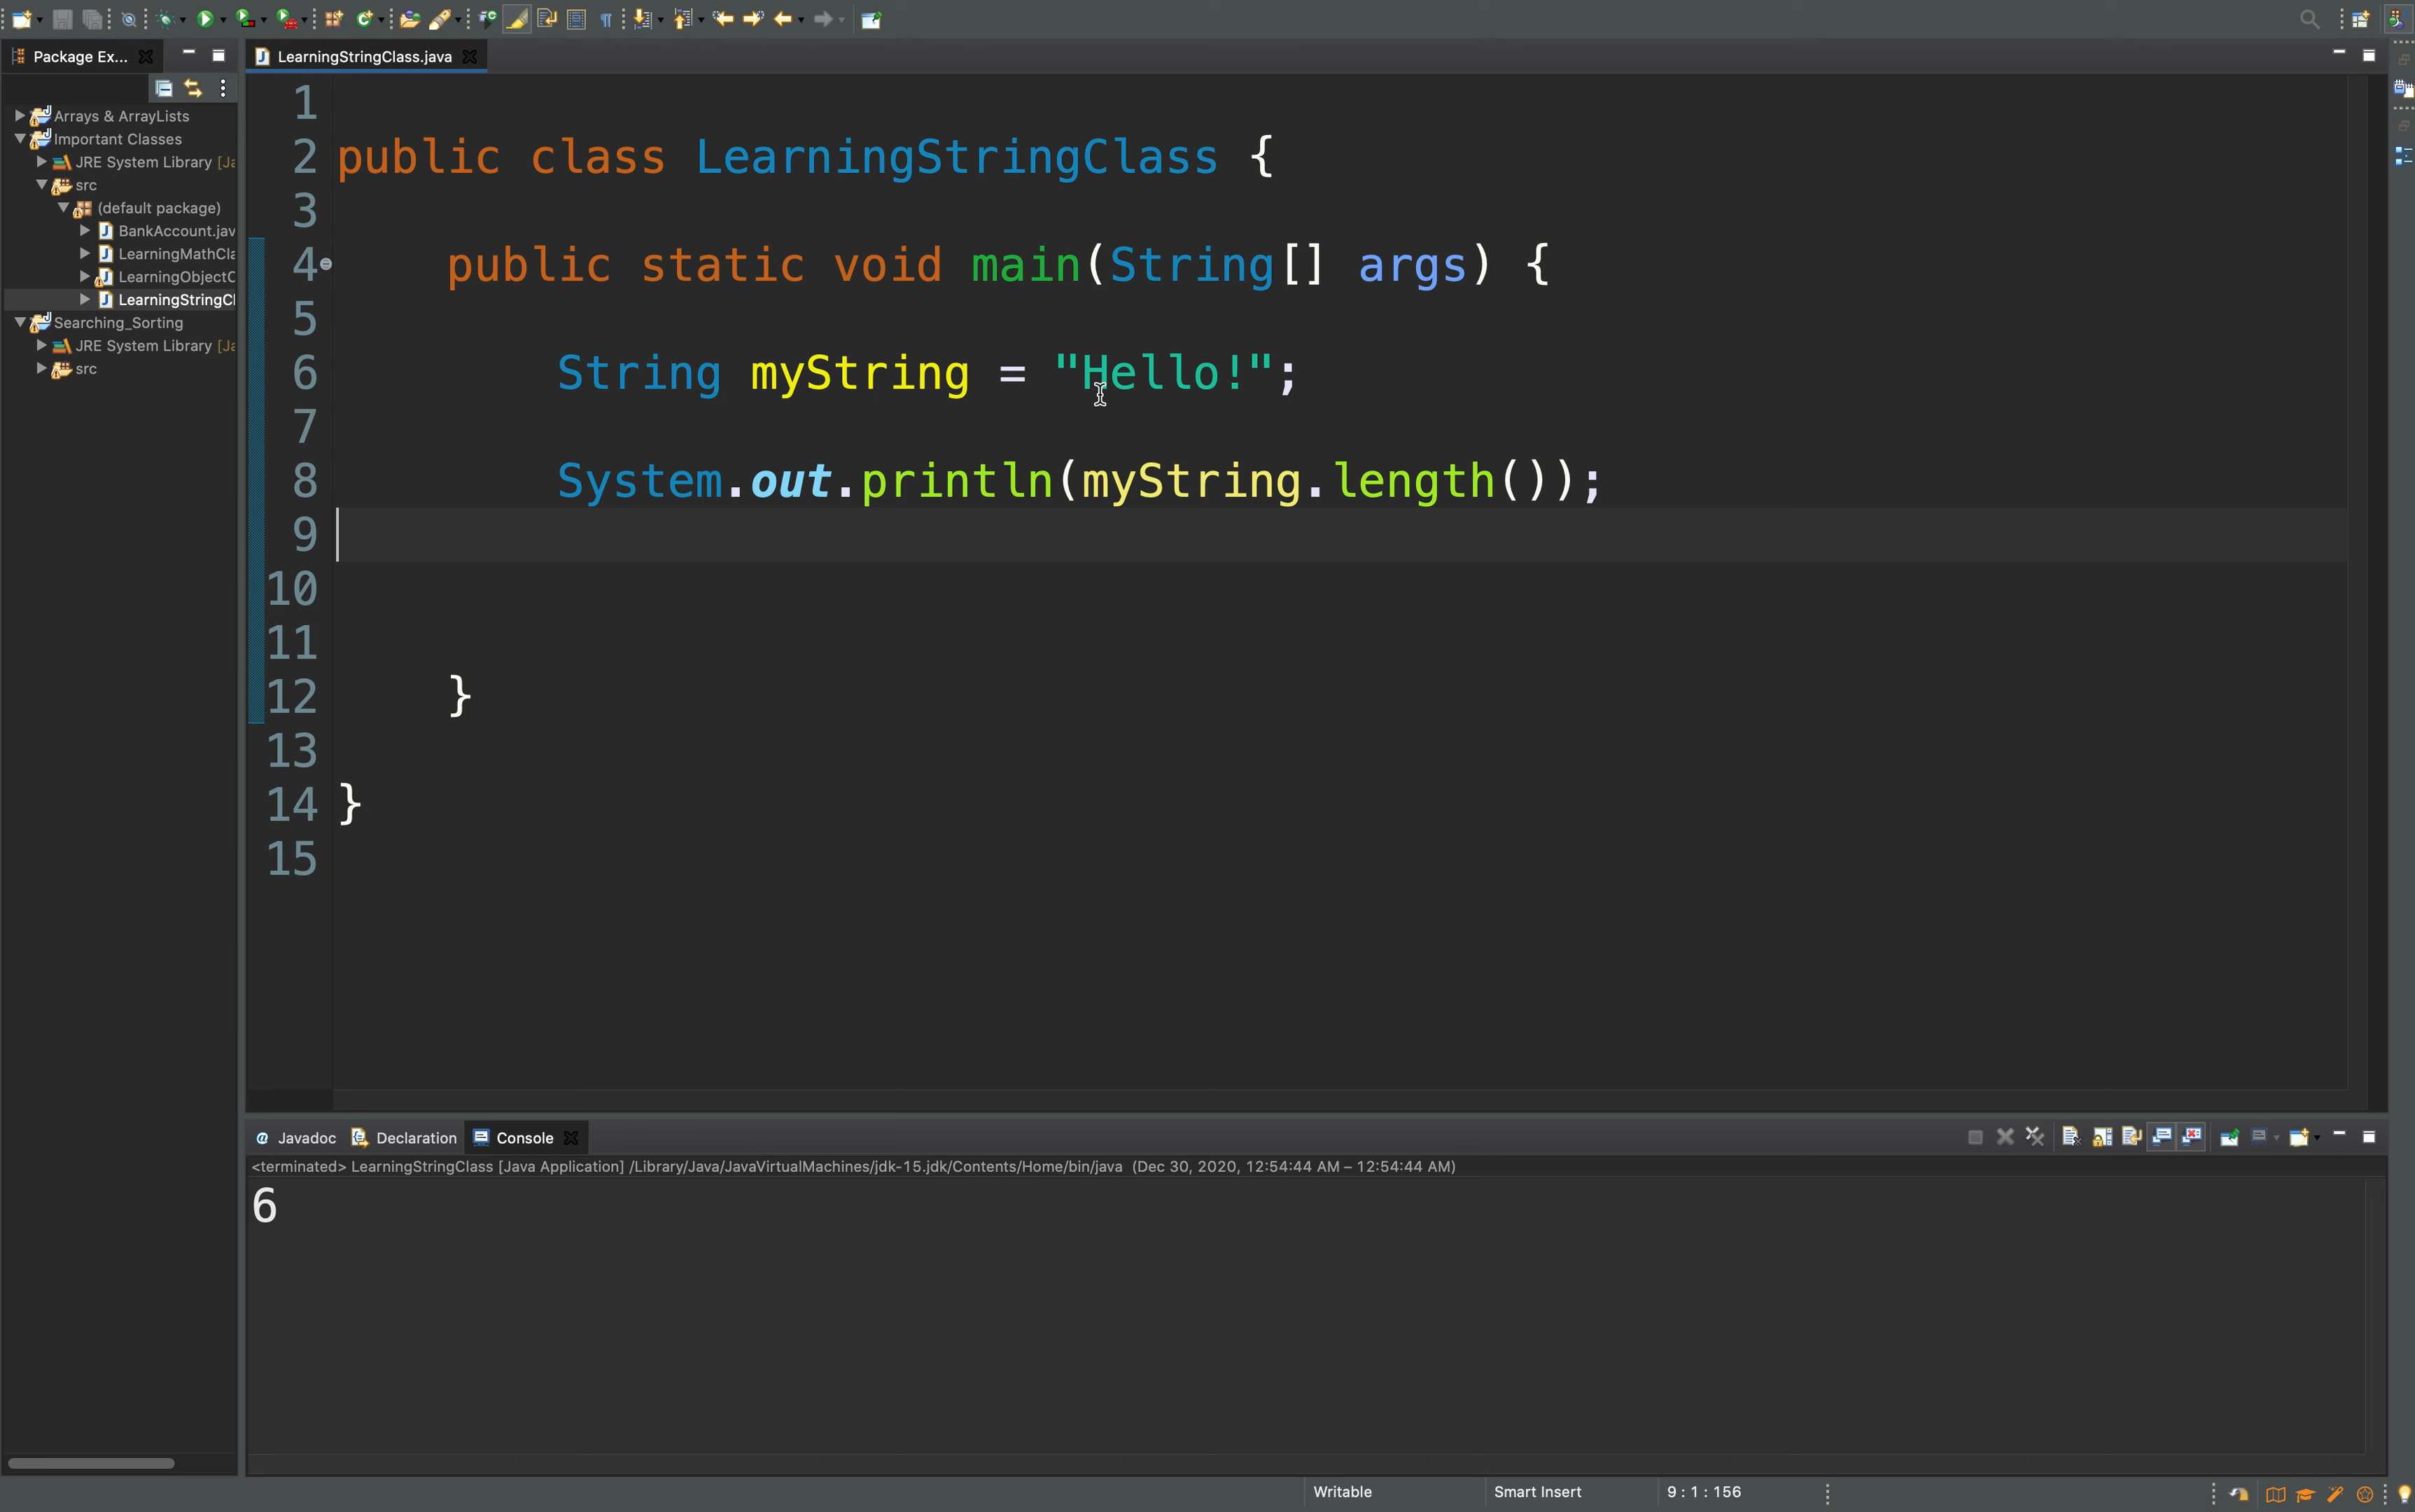 Package Ex...
LearningStringClass.java
Arrays & ArrayLists
Important Classes
JRE System Library [Ja
src
(default package)
BankAccount.jav
LearningMathCla
LearningObjectC
LearningStringCl
Searching_Sorting
JRE System Library [Ja
src
1
2 public class LearningStringClass {
3
4 public static void main(String[] args) {
5
6 String myString = "Hello!";
7
8 System.out.println(myString.length());
9
10
11
12 }
13
14 }
15
@ Javadoc Declaration Console
<terminated> LearningStringClass [Java Application] /Library/Java/JavaVirtualMachines/jdk-15.jdk/Contents/Home/bin/java (Dec 30, 2020, 12:54:44 AM – 12:54:44 AM)
6
Writable Smart Insert 9 : 1 : 156